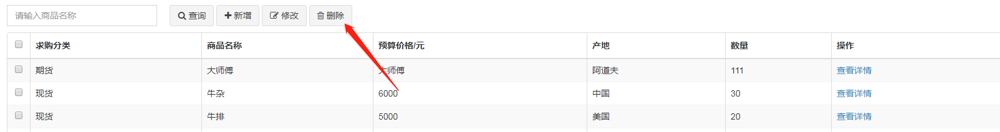 请输入商品名称 查询 新增 修改 删除
求购分类 商品名称 预算价格/元 产地 数量 操作
期货 大师傅 大师傅 阿道夫 111 查看详情
现货 牛杂 6000 中国 30 查看详情
现货 牛排 5000 美国 20 查看详情